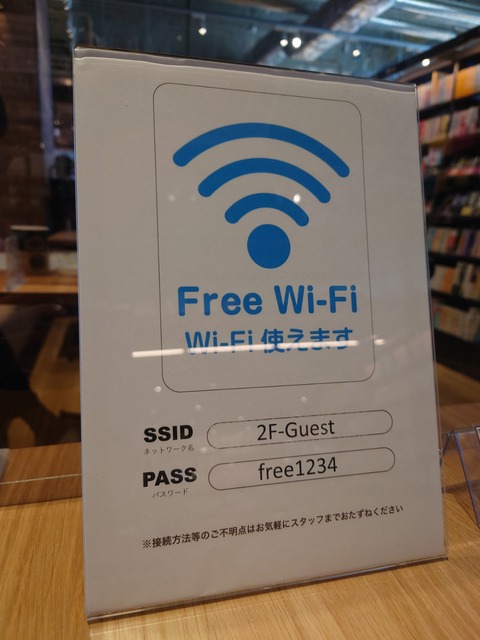 Free Wi-Fi
Wi-Fi 使えます
SSID 2F-Guest
ネットワーク名
PASS free1234
パスワード
※接続方法等のご不明点はお気軽にスタッフまでおたずねください